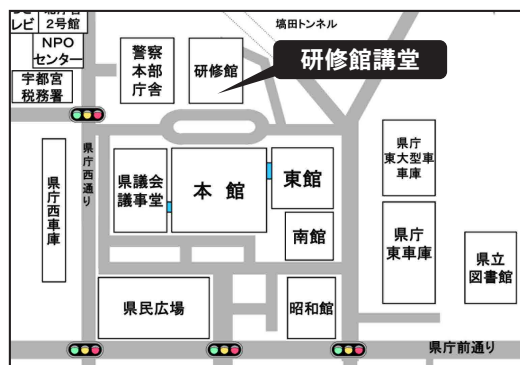 レビ
2号館
塙田トンネル
NPO
センター
宇都宮
税務署
警察
本部
庁舎
研修館
研修館講堂
県庁西通り
県庁西車庫
県議会
議事堂
本館
東館
南館
県庁
東大型車
車庫
県庁
東車庫
県立
図書館
県民広場
昭和館
県庁前通り